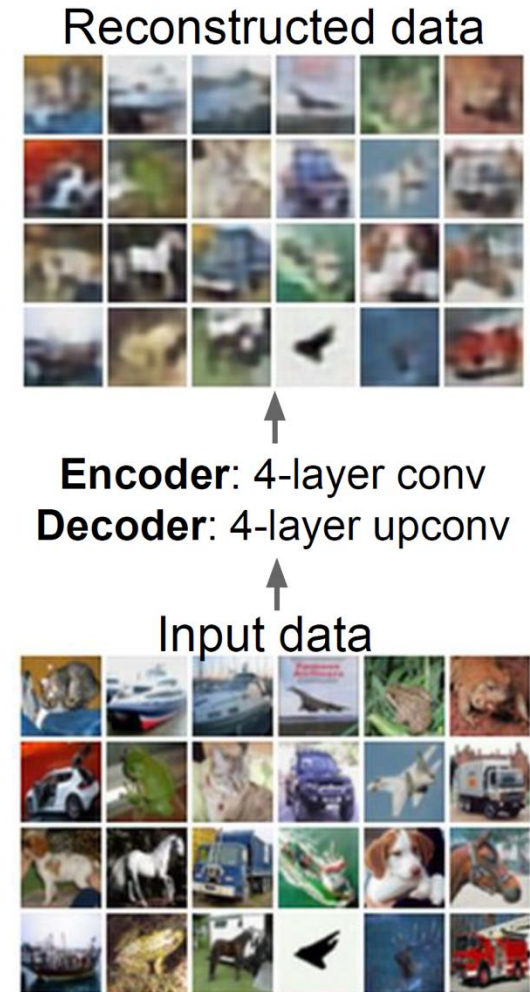 Reconstructed data
Encoder: 4-layer conv
Decoder: 4-layer upconv
Input data